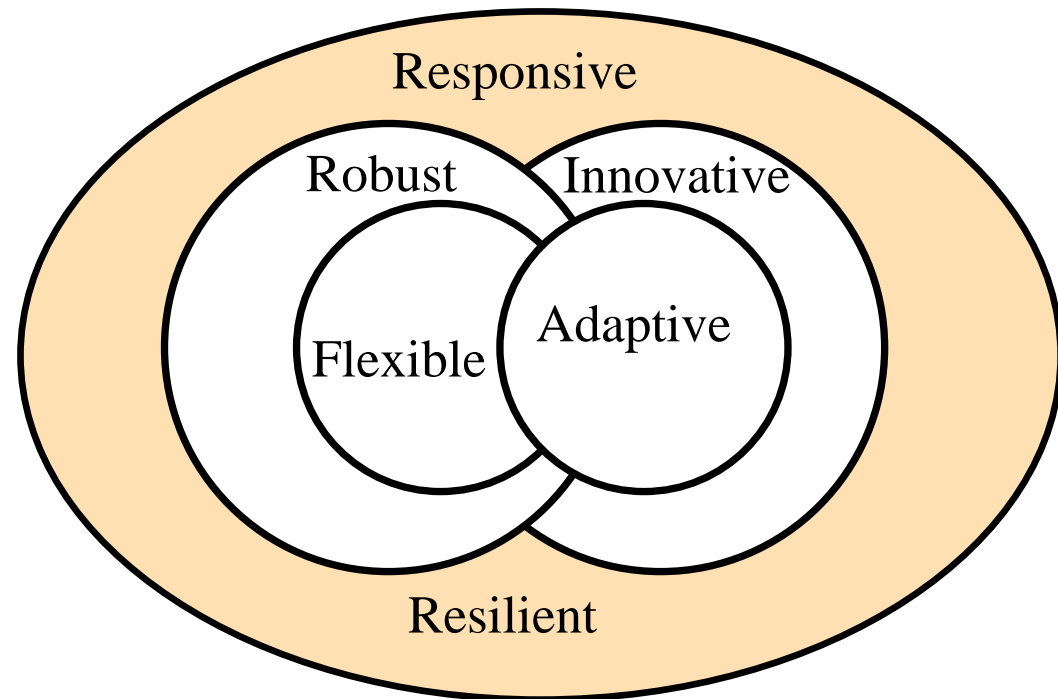 Responsive
Robust
Innovative
Adaptive
Flexible
Resilient